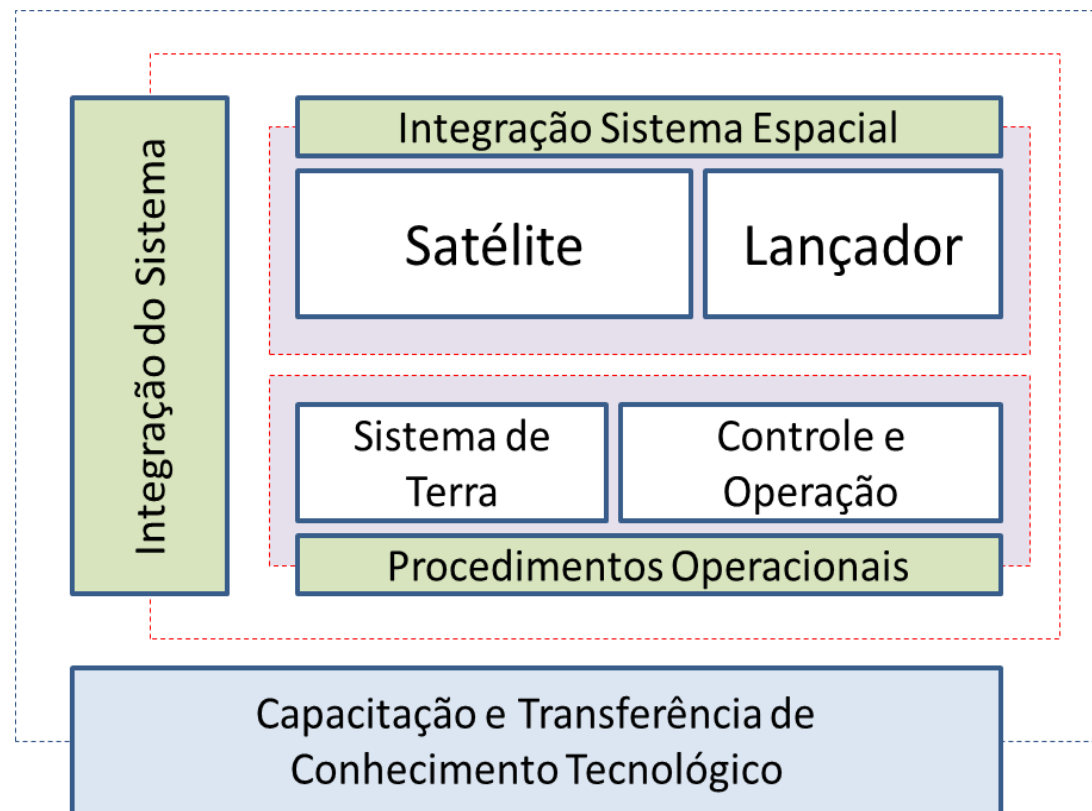 Integração do Sistema
Integração Sistema Espacial
Satélite
Lançador
Sistema de
Terra
Controle e
Operação
Procedimentos Operacionais
Capacitação e Transferência de
Conhecimento Tecnológico